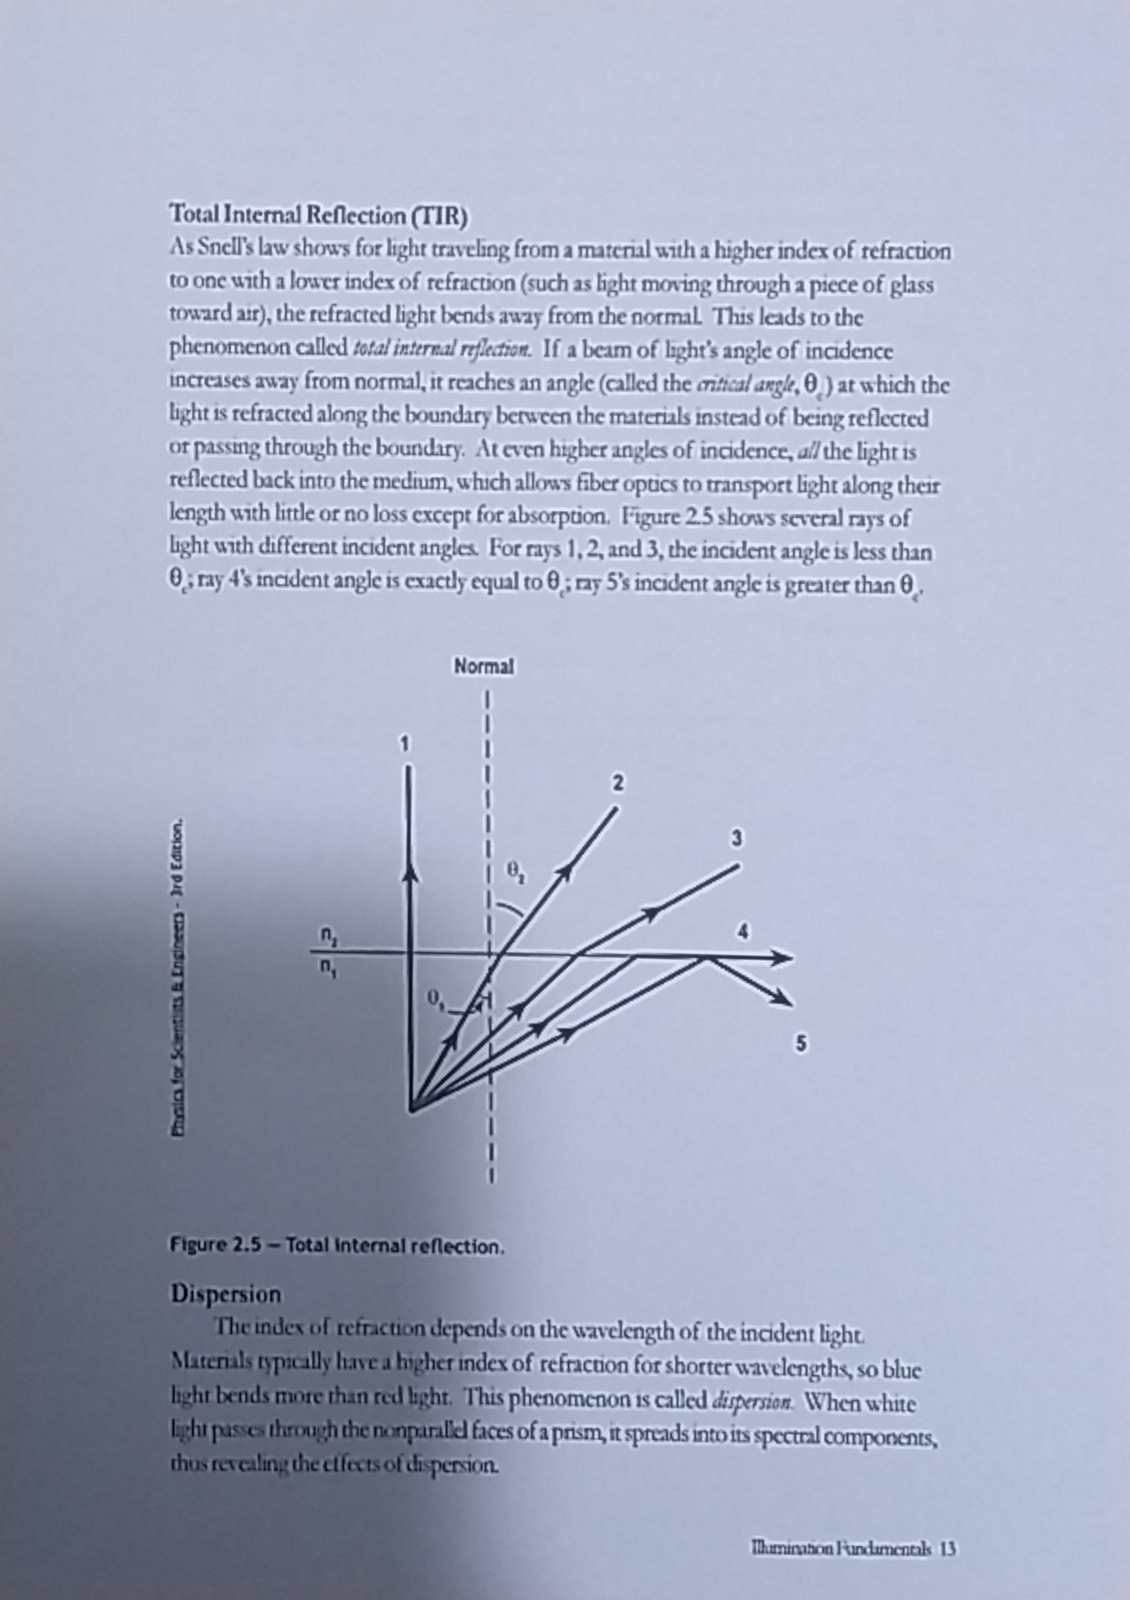 Total Internal Reflection (TIR)
As Snell's law shows for light traveling from a material with a higher index of refraction
to one with a lower index of refraction (such as light moving through a piece of glass
toward air), the refracted light bends away from the normal. This leads to the
phenomenon called total internal reflection. If a beam of light's angle of incidence
increases away from normal, it reaches an angle (called the critical angle, θc) at which the
light is refracted along the boundary between the materials instead of being reflected
or passing through the boundary. At even higher angles of incidence, all the light is
reflected back into the medium, which allows fiber optics to transport light along their
length with little or no loss except for absorption. Figure 2.5 shows several rays of
light with different incident angles. For rays 1, 2, and 3, the incident angle is less than
θc; ray 4's incident angle is exactly equal to θc; ray 5's incident angle is greater than θc.
Normal
1
2
3
θ2
4
n2
n1
θ1
5
Physics for Scientists & Engineers - 3rd Edition.
Figure 2.5 – Total internal reflection.
Dispersion
The index of refraction depends on the wavelength of the incident light.
Materials typically have a higher index of refraction for shorter wavelengths, so blue
light bends more than red light. This phenomenon is called dispersion. When white
light passes through the nonparallel faces of a prism, it spreads into its spectral components,
thus revealing the effects of dispersion.
Illumination Fundamentals 13